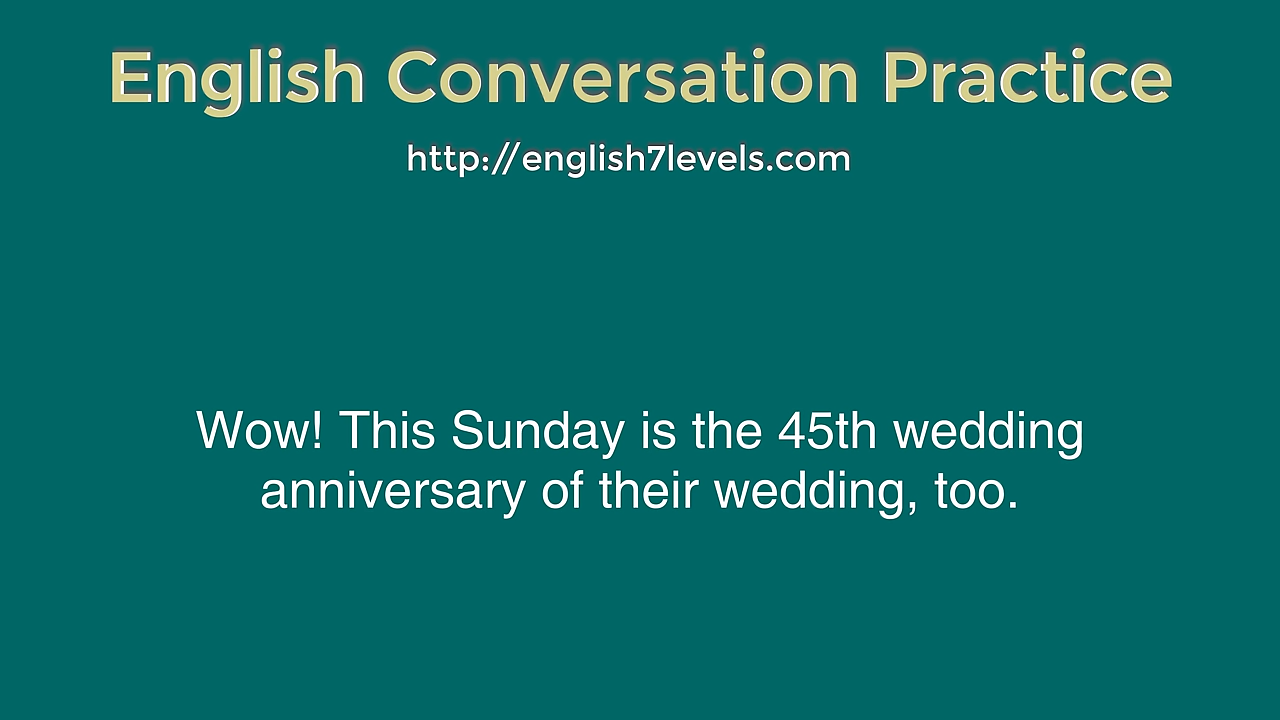 English Conversation Practice
http://english7levels.com
Wow! This Sunday is the 45th wedding
anniversary of their wedding, too.